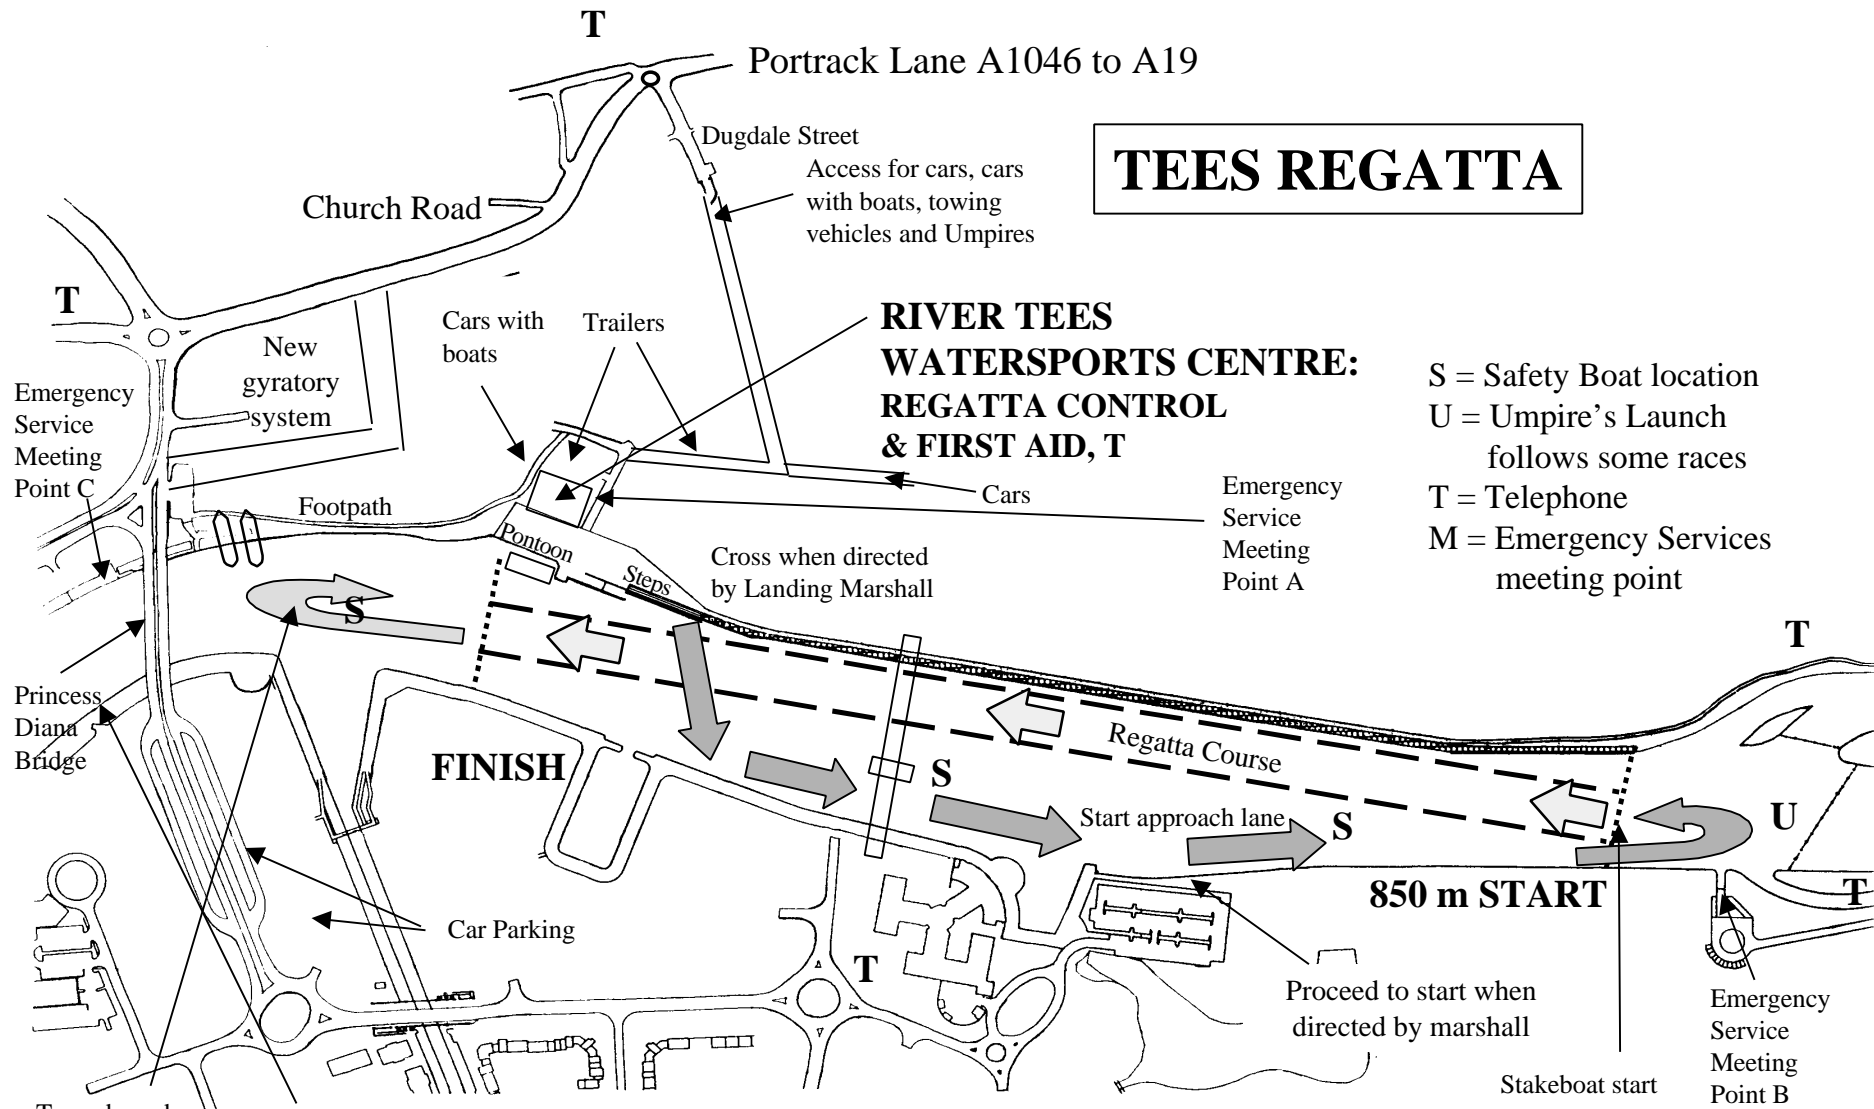 T
Portrack Lane A1046 to A19
Dugdale Street
TEES REGATTA
Access for cars, cars
with boats, towing
vehicles and Umpires
Church Road
T
Cars with
boats
Trailers
RIVER TEES
WATERSPORTS CENTRE:
REGATTA CONTROL
& FIRST AID, T
New
gyratory
system
S = Safety Boat location
U = Umpire’s Launch
follows some races
T = Telephone
M = Emergency Services
meeting point
Emergency
Service
Meeting
Point C
Footpath
Cars
Emergency
Service
Meeting
Point A
Pontoon
Steps
Cross when directed
by Landing Marshall
S
T
Princess
Diana
Bridge
FINISH
Regatta Course
S
Start approach lane
S
U
850 m START
T
Car Parking
T
Proceed to start when
directed by marshall
Stakeboat start
Emergency
Service
Meeting
Point B